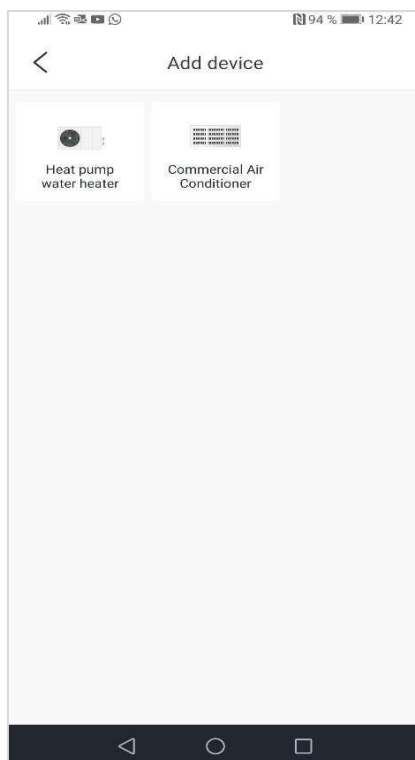 94 % 12:42
Add device
Heat pump
water heater
Commercial Air
Conditioner